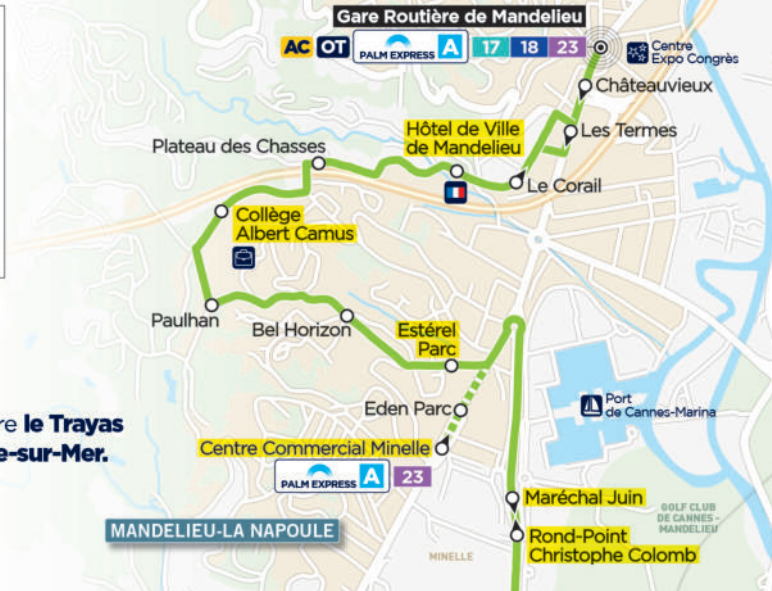 Gare Routière de Mandelieu
AC OT PALM EXPRESS A 17 18 23
Centre
Expo Congrès
Châteauvieux
Hôtel de Ville
de Mandelieu
Les Termes
Plateau des Chasses
Le Corail
Collège
Albert Camus
Paulhan
Bel Horizon
Estérel
Parc
Eden Parc
Port
de Cannes-Marina
re le Trayas
e-sur-Mer.
Centre Commercial Minelle
PALM EXPRESS A 23
Maréchal Juin
GOLF CLUB
DE CANNES -
MANDELIEU
MANDELIEU-LA NAPOULE
Rond-Point
Christophe Colomb
MINELLE